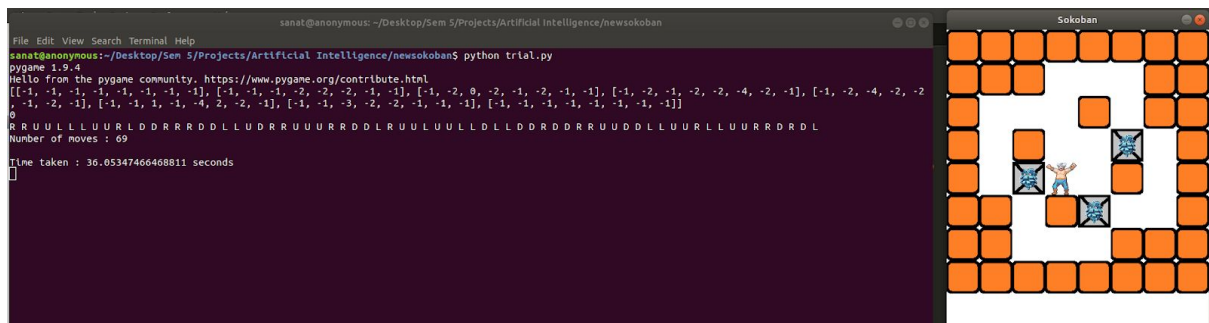 sanat@anonymous: ~/Desktop/Sem 5/Projects/Artificial Intelligence/newsokoban
Sokoban
File Edit View Search Terminal Help
sanat@anonymous:~/Desktop/Sem 5/Projects/Artificial Intelligence/newsokoban$ python trial.py
pygame 1.9.4
Hello from the pygame community. https://www.pygame.org/contribute.html
[[-1, -1, -1, -1, -1, -1, -1, -1], [-1, -1, -1, -2, -2, -2, -1, -1], [-1, -2, 0, -2, -1, -2, -1, -1], [-1, -2, -1, -2, -2, -4, -2, -1], [-1, -2, -4, -2, -2
, -1, -2, -1], [-1, -1, 1, -1, -4, 2, -2, -1], [-1, -1, -3, -2, -2, -1, -1, -1], [-1, -1, -1, -1, -1, -1, -1, -1]]
0
R R U U L L L U U R L D D R R R D D L L U D R R U U U R R D D L R U U L U U L L D L L D D R D D R R U U D D L L U U R L L U U R R D R D L
Number of moves : 69
Time taken : 36.05347466468811 seconds